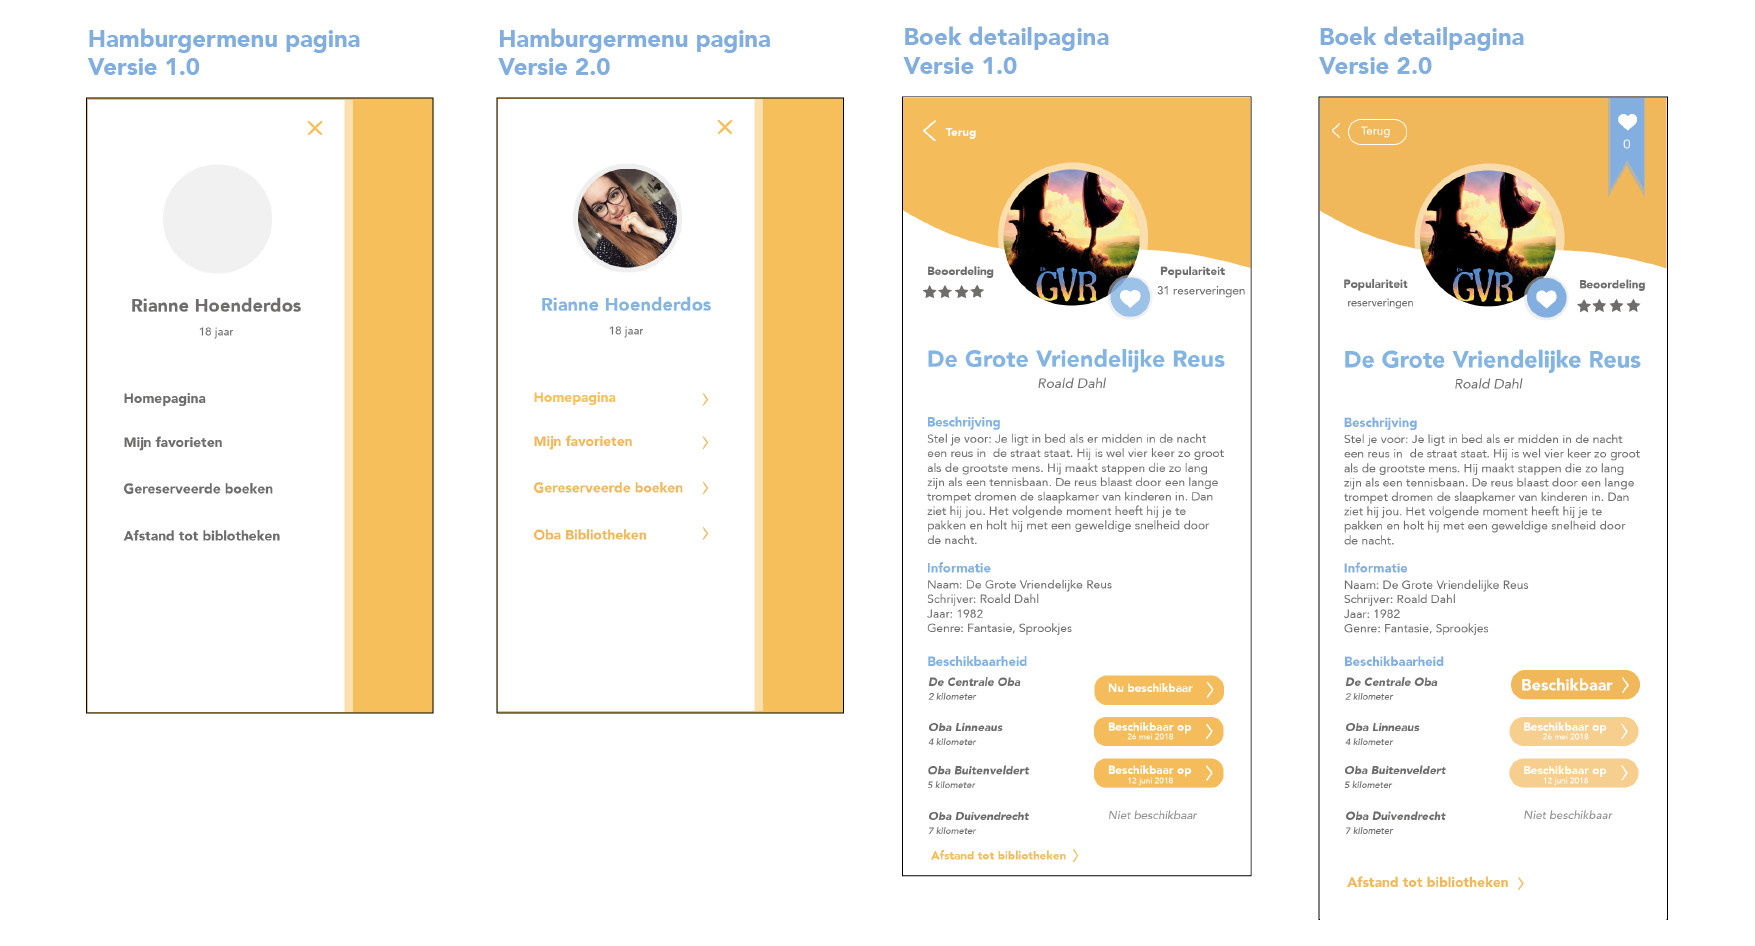 Hamburgermenu pagina
Versie 1.0
Rianne Hoenderdos
18 jaar
Homepagina
Mijn favorieten
Gereserveerde boeken
Afstand tot biblotheken
Hamburgermenu pagina
Versie 2.0
Rianne Hoenderdos
18 jaar
Homepagina
Mijn favorieten
Gereserveerde boeken
Oba Bibliotheken
Boek detailpagina
Versie 1.0
Terug
De
GVR
Beoordeling
Populariteit
31 reserveringen
De Grote Vriendelijke Reus
Roald Dahl
Beschrijving
Stel je voor: Je ligt in bed als er midden in de nacht
een reus in de straat staat. Hij is wel vier keer zo groot
als de grootste mens. Hij maakt stappen die zo lang
zijn als een tennisbaan. De reus blaast door een lange
trompet dromen de slaapkamer van kinderen in. Dan
ziet hij jou. Het volgende moment heeft hij je te
pakken en holt hij met een geweldige snelheid door
de nacht.
Informatie
Naam: De Grote Vriendelijke Reus
Schrijver: Roald Dahl
Jaar: 1982
Genre: Fantasie, Sprookjes
Beschikbaarheid
De Centrale Oba
2 kilometer
Nu beschikbaar
Oba Linneaus
4 kilometer
Beschikbaar op
26 mei 2018
Oba Buitenveldert
5 kilometer
Beschikbaar op
12 juni 2018
Oba Duivendrecht
7 kilometer
Niet beschikbaar
Afstand tot bibliotheken
Boek detailpagina
Versie 2.0
Terug
0
De
GVR
Populariteit
reserveringen
Beoordeling
De Grote Vriendelijke Reus
Roald Dahl
Beschrijving
Stel je voor: Je ligt in bed als er midden in de nacht
een reus in de straat staat. Hij is wel vier keer zo groot
als de grootste mens. Hij maakt stappen die zo lang
zijn als een tennisbaan. De reus blaast door een lange
trompet dromen de slaapkamer van kinderen in. Dan
ziet hij jou. Het volgende moment heeft hij je te
pakken en holt hij met een geweldige snelheid door
de nacht.
Informatie
Naam: De Grote Vriendelijke Reus
Schrijver: Roald Dahl
Jaar: 1982
Genre: Fantasie, Sprookjes
Beschikbaarheid
De Centrale Oba
2 kilometer
Beschikbaar
Oba Linneaus
4 kilometer
Beschikbaar op
26 mei 2018
Oba Buitenveldert
5 kilometer
Beschikbaar op
12 juni 2018
Oba Duivendrecht
7 kilometer
Niet beschikbaar
Afstand tot bibliotheken